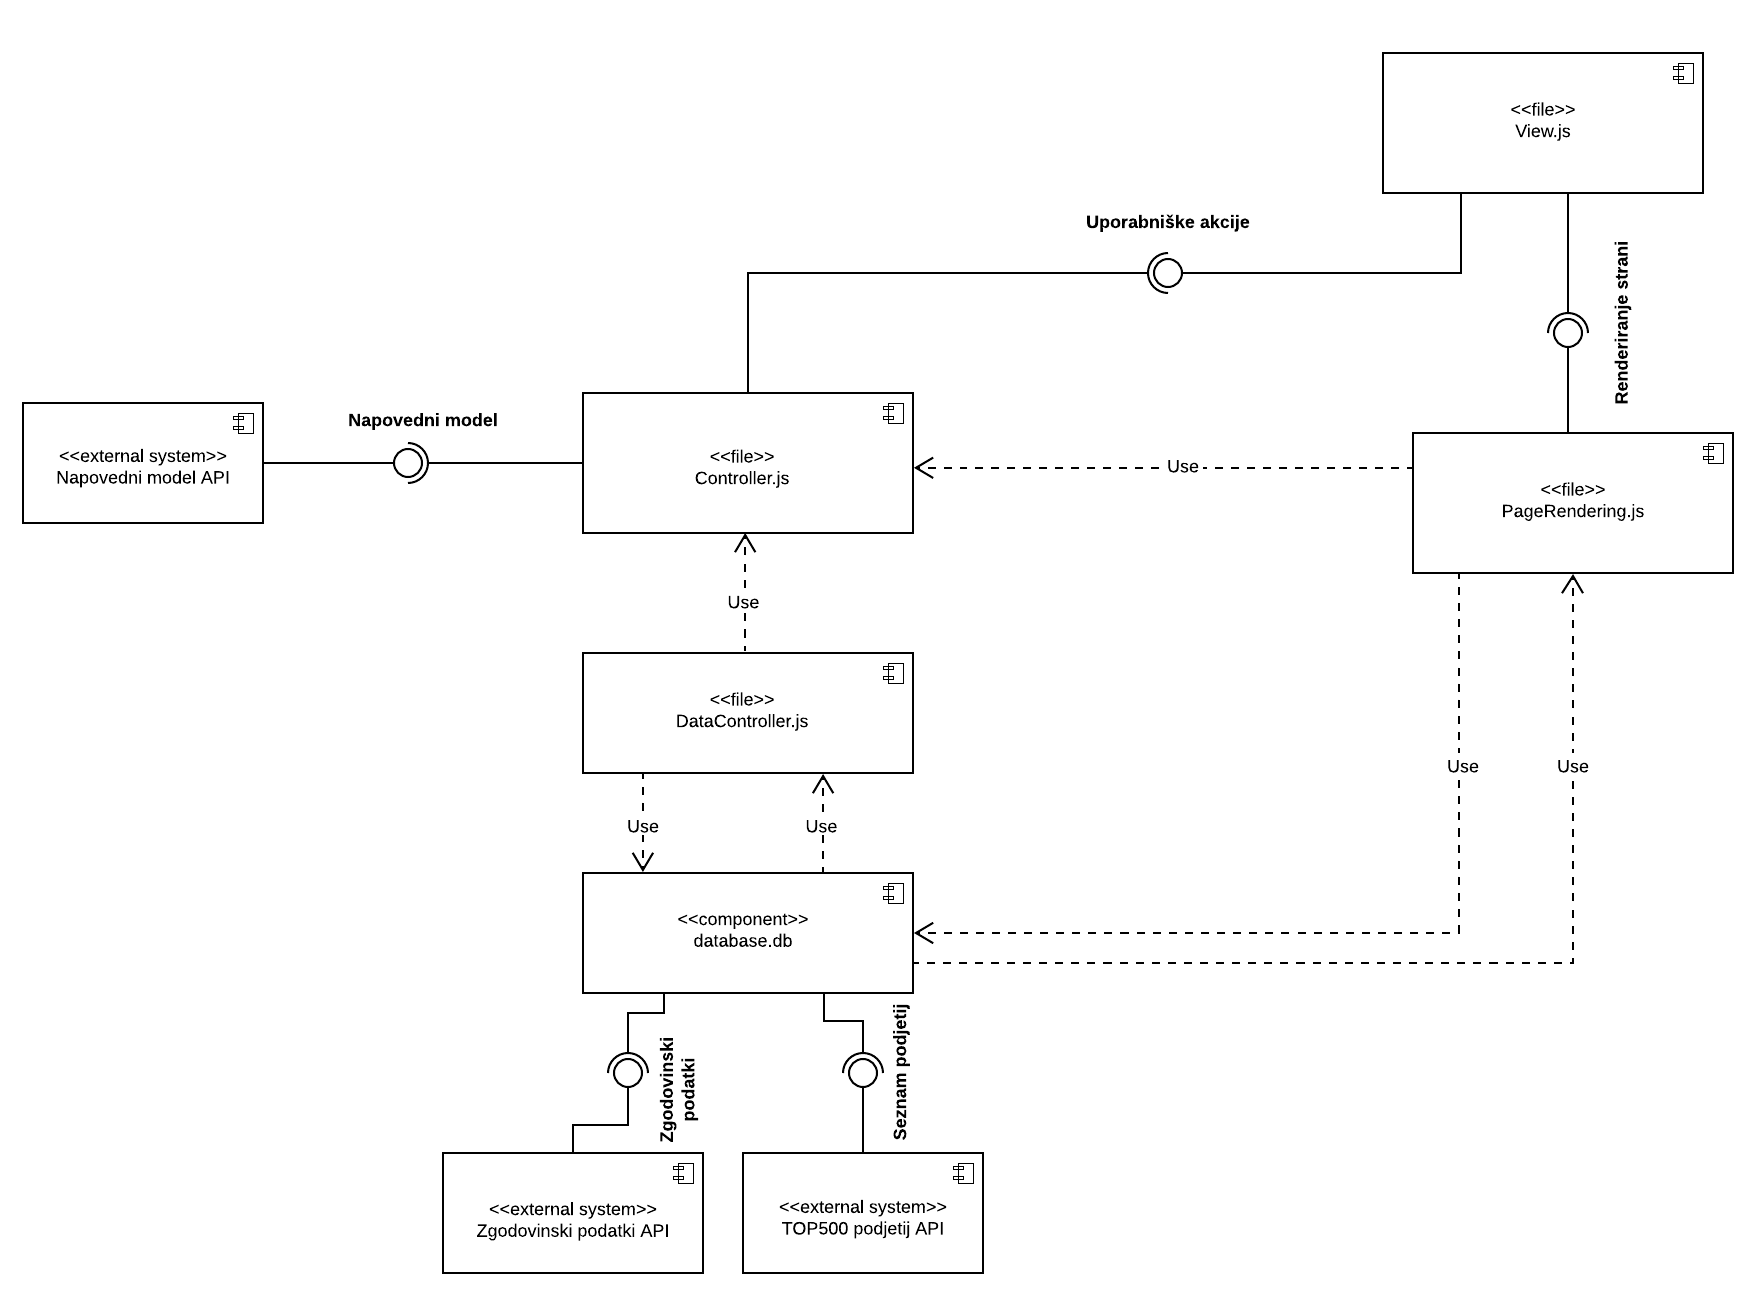 <<file>>
View.js
Uporabniške akcije
Renderiranje strani
Napovedni model
<<external system>>
Napovedni model API
<<file>>
Controller.js
Use
<<file>>
PageRendering.js
Use
<<file>>
DataController.js
Use
Use
Use
Use
<<component>>
database.db
Zgodovinski
podatki
Seznam podjetij
<<external system>>
Zgodovinski podatki API
<<external system>>
TOP500 podjetij API